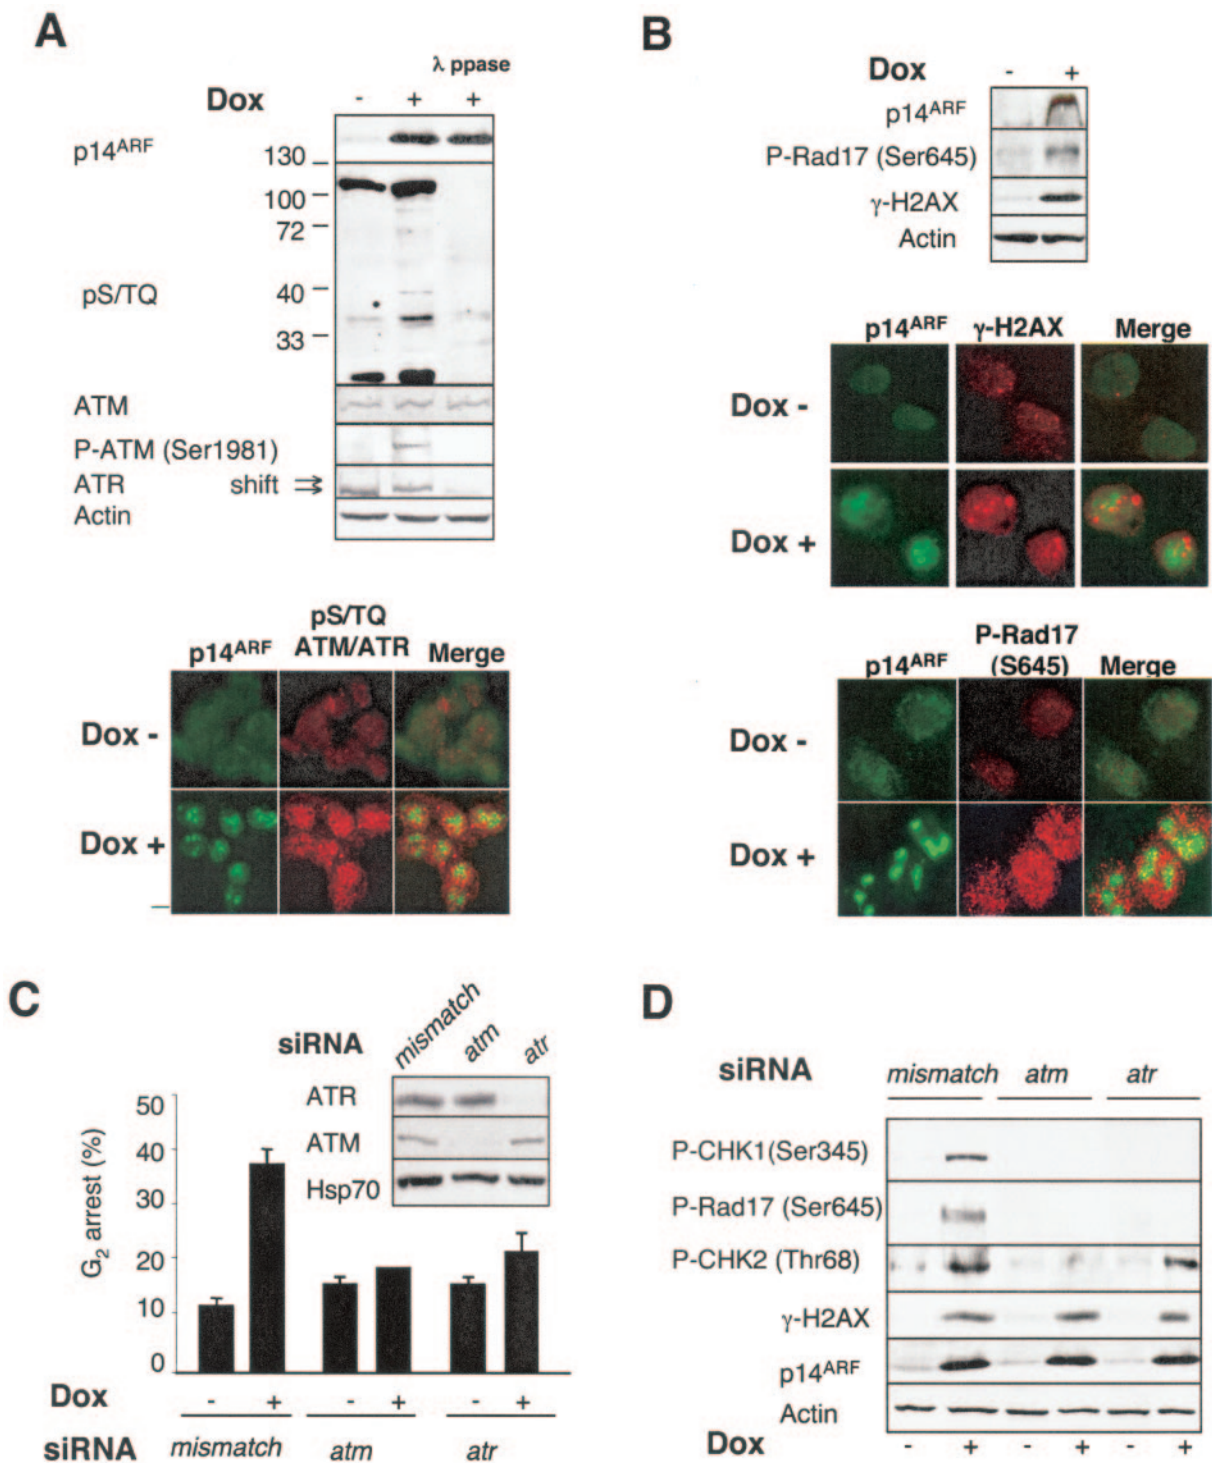 A
λ ppase
Dox - + +
p14ARF
130
100
72
pS/TQ
40
33
ATM
P-ATM (Ser1981)
ATR shift
Actin
pS/TQ
p14ARF ATM/ATR Merge
Dox -
Dox +
B
Dox - +
p14ARF
P-Rad17 (Ser645)
γ-H2AX
Actin
p14ARF γ-H2AX Merge
Dox -
Dox +
P-Rad17
p14ARF (S645) Merge
Dox -
Dox +
C
siRNA mismatch atm atr
ATR
ATM
Hsp70
G2 arrest (%)
50
40
30
20
10
0
Dox - + - + - +
siRNA mismatch atm atr
D
siRNA mismatch atm atr
P-CHK1(Ser345)
P-Rad17 (Ser645)
P-CHK2 (Thr68)
γ-H2AX
p14ARF
Actin
Dox - + - + - +